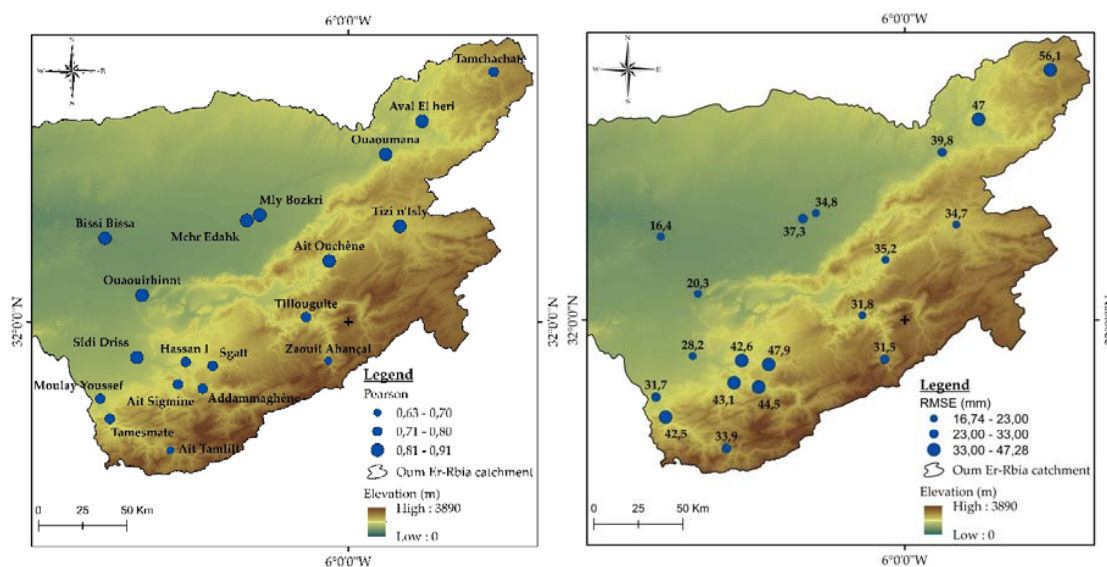 6°0'0"W
N
W
E
S
Tamchachat
Aval El heri
Ouaoumana
Mly Bozkri
Mchr Edahk
Bissi Bissa
Tizi n'Isly
Ait Ouchène
Ouaouirhinnt
Tillouguite
32°0'0"N
Sidi Driss
Hassan I
Sgatt
Zaouit Ahançal
Moulay Youssef
Ait Sigmine
Addammaghène
Tamesmate
Ait Tamlilt
Legend
Pearson
0,63 - 0,70
0,71 - 0,80
0,81 - 0,91
Oum Er-Rbia catchment
Elevation (m)
High : 3890
Low : 0
0 25 50 Km
6°0'0"W
6°0'0"W
N
W
E
S
56,1
47
39,8
34,8
37,3
16,4
34,7
35,2
20,3
31,8
32°0'0"N
28,2
42,6
47,9
31,5
31,7
43,1
44,5
42,5
33,9
Legend
RMSE (mm)
16,74 - 23,00
23,00 - 33,00
33,00 - 47,28
Oum Er-Rbia catchment
Elevation (m)
High : 3890
Low : 0
0 25 50 Km
6°0'0"W